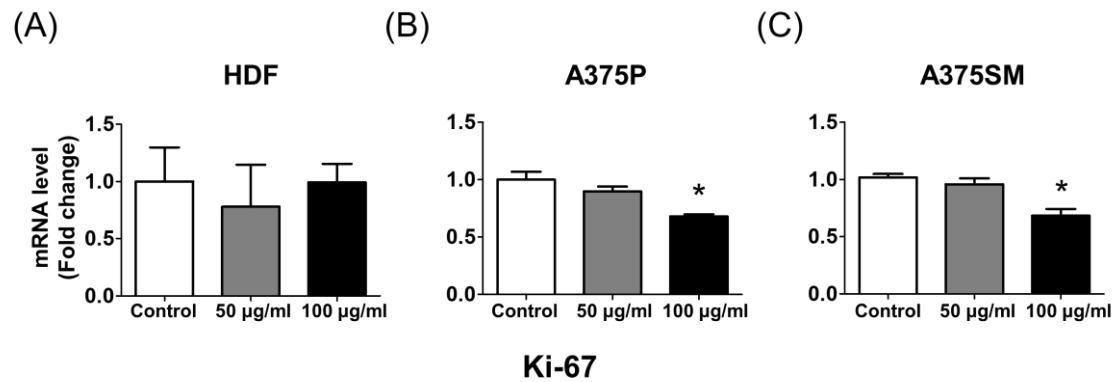 (A)
(B)
(C)
HDF
A375P
A375SM
mRNA level
(Fold change)
1.5
1.0
0.5
0.0
Control 50 µg/ml 100 µg/ml
1.5
1.0
0.5
0.0
*
Control 50 µg/ml 100 µg/ml
1.5
1.0
0.5
0.0
*
Control 50 µg/ml 100 µg/ml
Ki-67